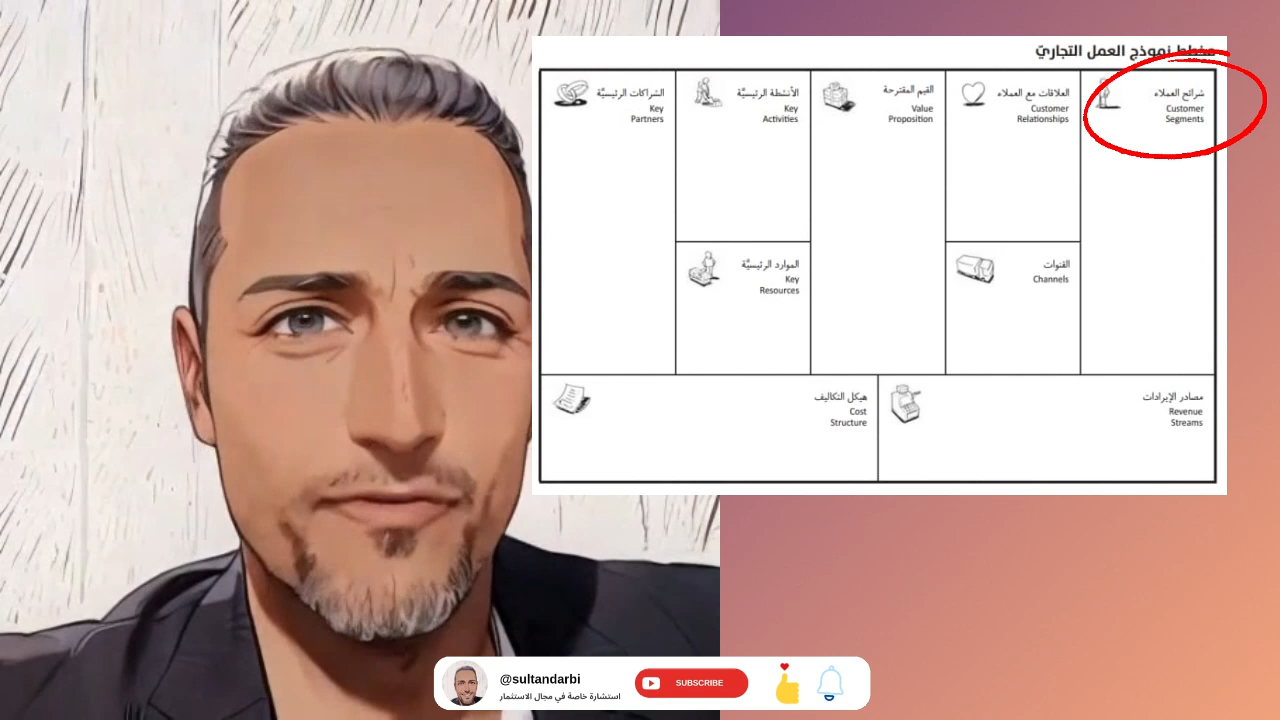 مخطط نموذج العمل التجاريّ
شرائح العملاء
Customer
Segments
العلاقات مع العملاء
Customer
Relationships
القيم المقترحة
Value
Proposition
الأنشطة الرئيسيَّة
Key
Activities
الشراكات الرئيسيَّة
Key
Partners
القنوات
Channels
الموارد الرئيسيَّة
Key
Resources
مصادر الإيرادات
Revenue
Streams
هيكل التكاليف
Cost
Structure
@sultandarbi
استشارة خاصة في مجال الاستثمار
SUBSCRIBE